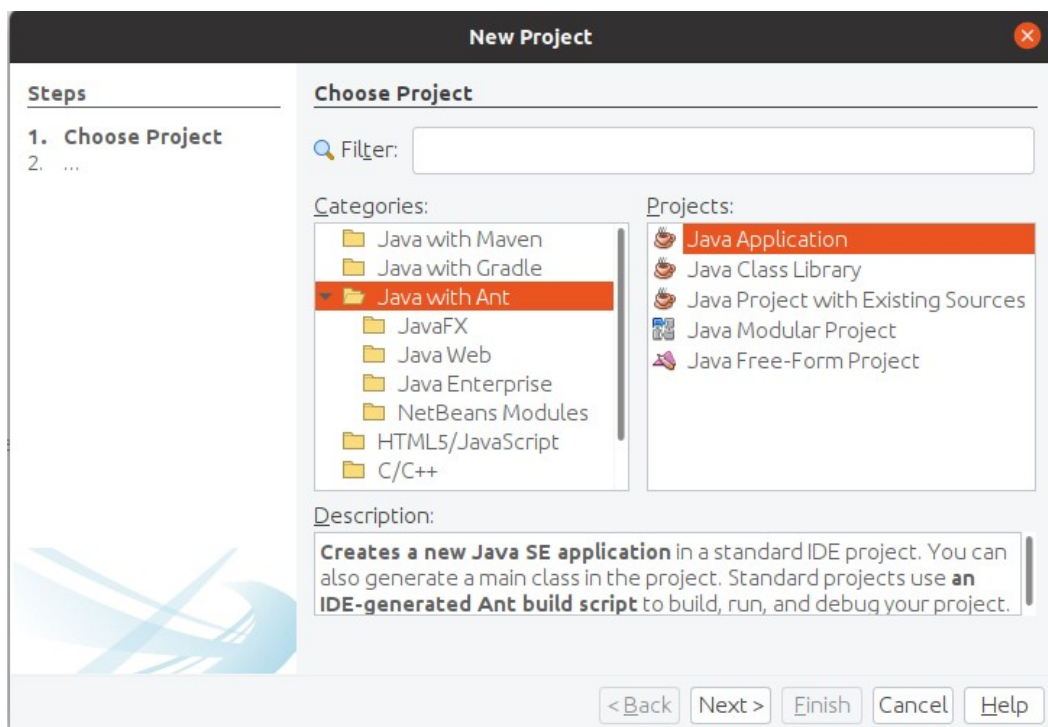 New Project
Steps
1. Choose Project
2. ...
Choose Project
Filter:
Categories:
Java with Maven
Java with Gradle
Java with Ant
JavaFX
Java Web
Java Enterprise
NetBeans Modules
HTML5/JavaScript
C/C++
Projects:
Java Application
Java Class Library
Java Project with Existing Sources
Java Modular Project
Java Free-Form Project
Description:
Creates a new Java SE application in a standard IDE project. You can
also generate a main class in the project. Standard projects use an
IDE-generated Ant build script to build, run, and debug your project.
< Back
Next >
Finish
Cancel
Help